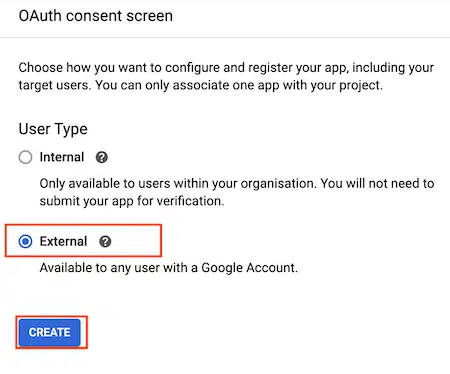 OAuth consent screen
Choose how you want to configure and register your app, including your
target users. You can only associate one app with your project.
User Type
Internal ?
Only available to users within your organisation. You will not need to
submit your app for verification.
External ?
Available to any user with a Google Account.
CREATE